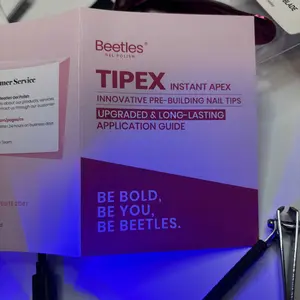 mer Service
Beetles®
GEL POLISH
TIPEX INSTANT APEX
INNOVATIVE PRE-BUILDING NAIL TIPS
UPGRADED & LONG-LASTING
APPLICATION GUIDE
BE BOLD,
BE YOU,
BE BEETLES.